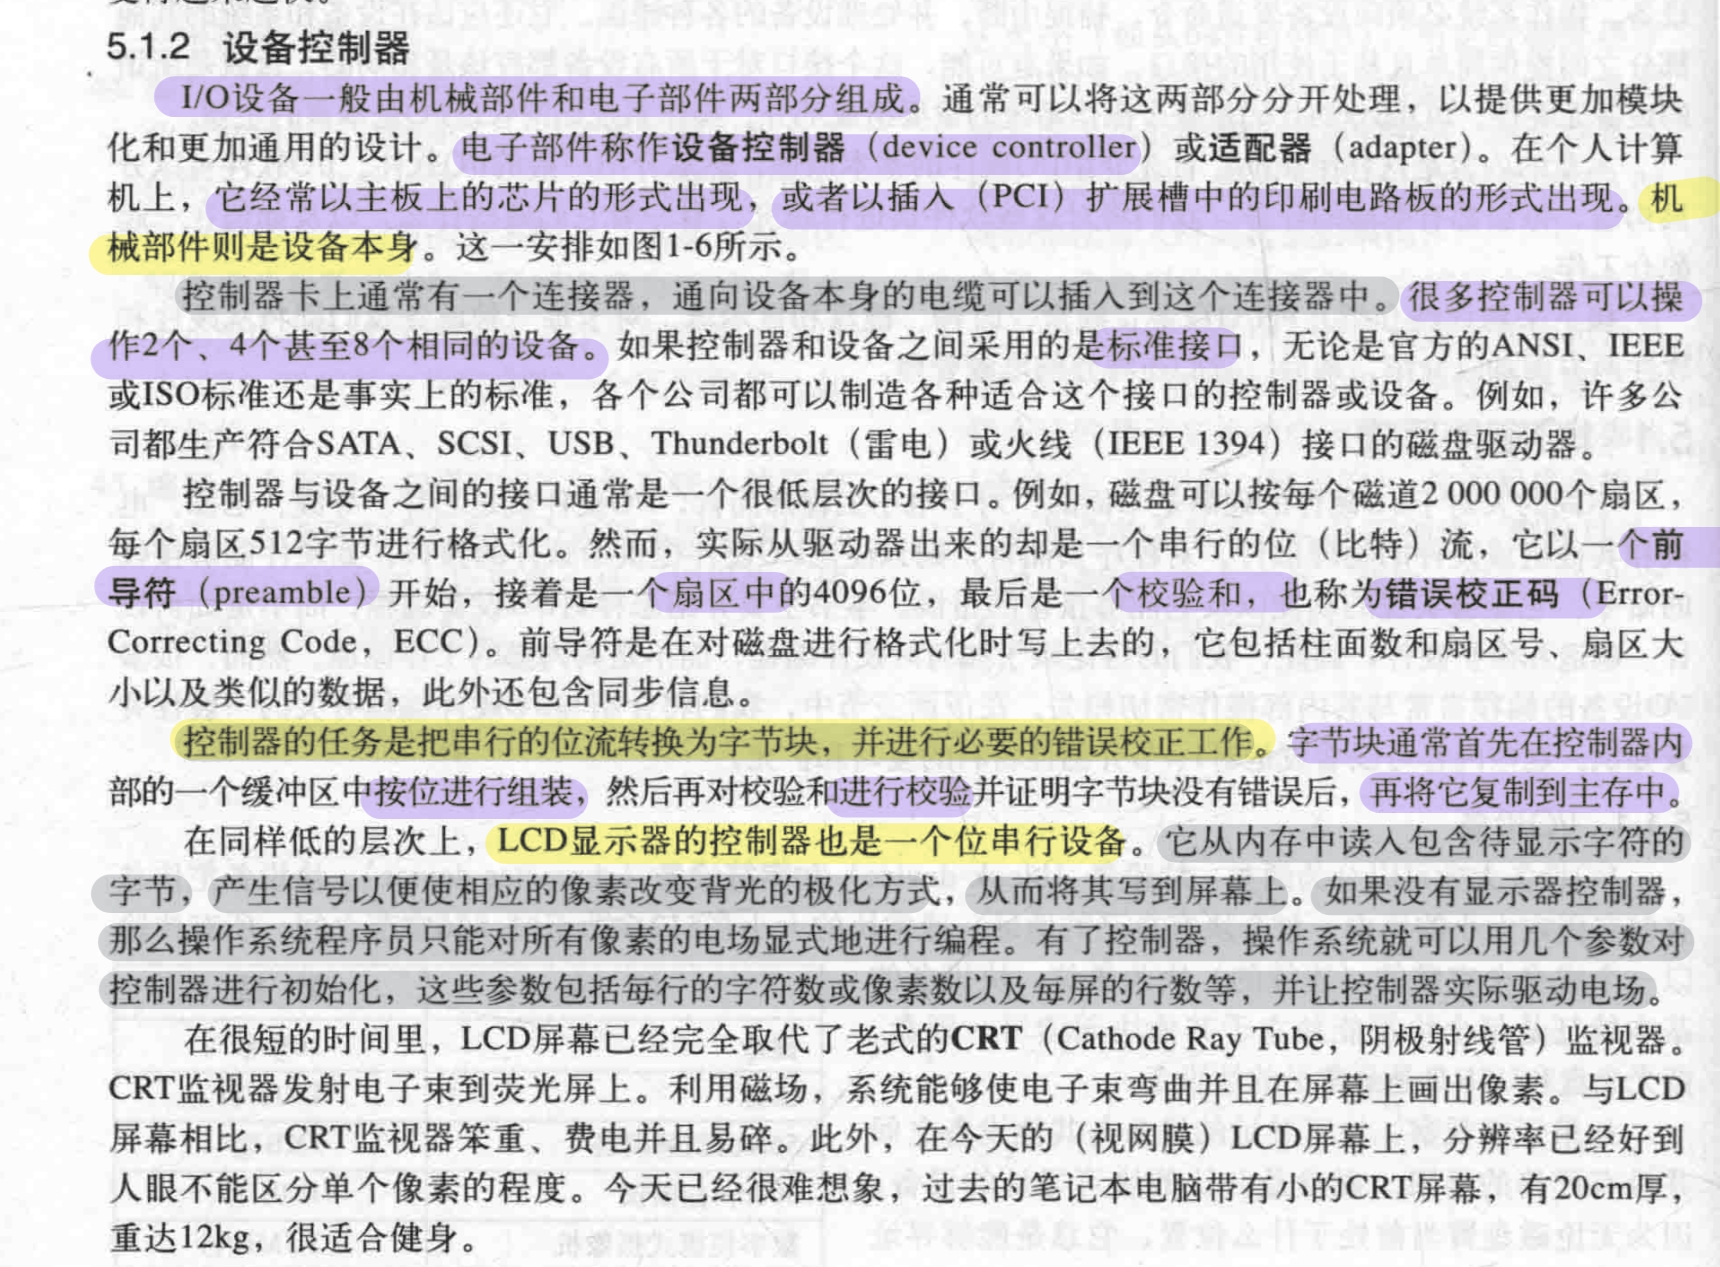 5.1.2 设备控制器
I/O设备一般由机械部件和电子部件两部分组成。通常可以将这两部分分开处理，以提供更加模块
化和更加通用的设计。电子部件称作设备控制器（device controller）或适配器（adapter）。在个人计算
机上，它经常以主板上的芯片的形式出现，或者以插入（PCI）扩展槽中的印刷电路板的形式出现。机
械部件则是设备本身。这一安排如图1-6所示。
控制器卡上通常有一个连接器，通向设备本身的电缆可以插入到这个连接器中。很多控制器可以操
作2个、4个甚至8个相同的设备。如果控制器和设备之间采用的是标准接口，无论是官方的ANSI、IEEE
或ISO标准还是事实上的标准，各个公司都可以制造各种适合这个接口的控制器或设备。例如，许多公
司都生产符合SATA、SCSI、USB、Thunderbolt（雷电）或火线（IEEE 1394）接口的磁盘驱动器。
控制器与设备之间的接口通常是一个很低层次的接口。例如，磁盘可以按每个磁道2 000 000个扇区，
每个扇区512字节进行格式化。然而，实际从驱动器出来的却是一个串行的位（比特）流，它以一个前
导符（preamble）开始，接着是一个扇区中的4096位，最后是一个校验和，也称为错误校正码（Error-
Correcting Code，ECC）。前导符是在对磁盘进行格式化时写上去的，它包括柱面数和扇区号、扇区大
小以及类似的数据，此外还包含同步信息。
控制器的任务是把串行的位流转换为字节块，并进行必要的错误校正工作。字节块通常首先在控制器内
部的一个缓冲区中按位进行组装，然后再对校验和进行校验并证明字节块没有错误后，再将它复制到主存中。
在同样低的层次上，LCD显示器的控制器也是一个位串行设备。它从内存中读入包含待显示字符的
字节，产生信号以便使相应的像素改变背光的极化方式，从而将其写到屏幕上。如果没有显示器控制器，
那么操作系统程序员只能对所有像素的电场显式地进行编程。有了控制器，操作系统就可以用几个参数对
控制器进行初始化，这些参数包括每行的字符数或像素数以及每屏的行数等，并让控制器实际驱动电场。
在很短的时间里，LCD屏幕已经完全取代了老式的CRT（Cathode Ray Tube，阴极射线管）监视器。
CRT监视器发射电子束到荧光屏上。利用磁场，系统能够使电子束弯曲并且在屏幕上画出像素。与LCD
屏幕相比，CRT监视器笨重、费电并且易碎。此外，在今天的（视网膜）LCD屏幕上，分辨率已经好到
人眼不能区分单个像素的程度。今天已经很难想象，过去的笔记本电脑带有小的CRT屏幕，有20cm厚，
重达12kg，很适合健身。